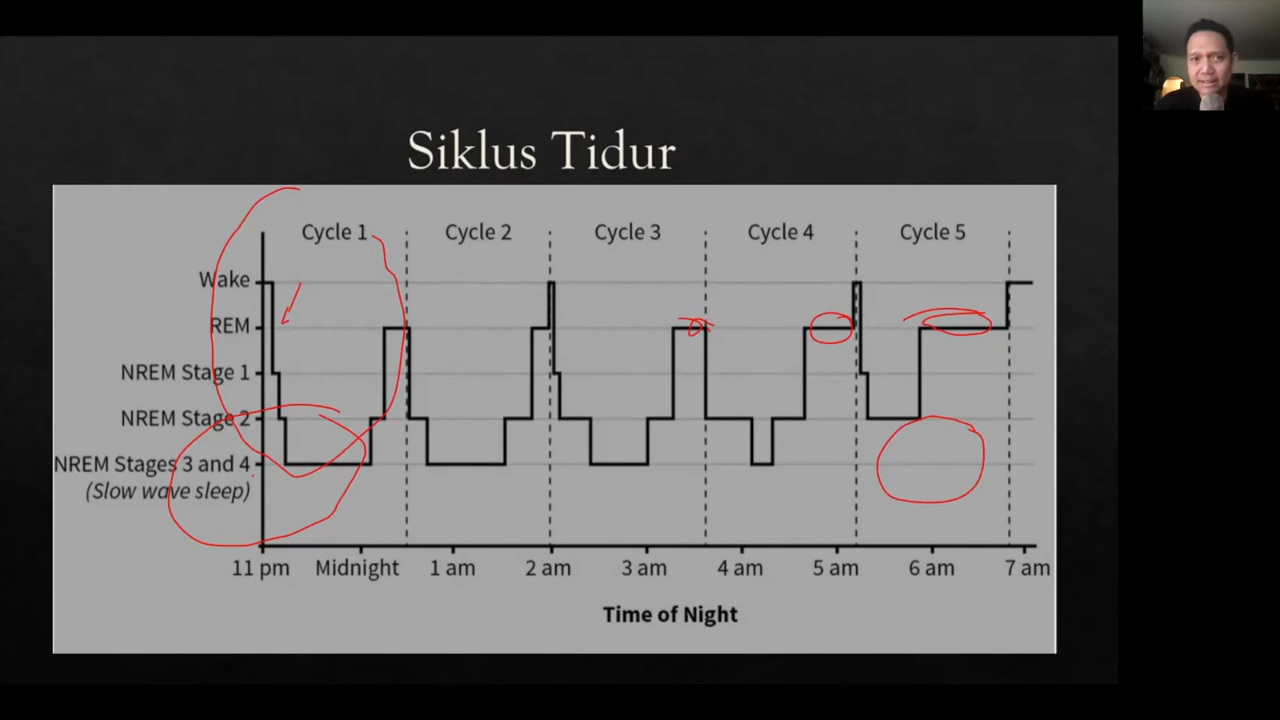 Siklus Tidur
Cycle 1 Cycle 2 Cycle 3 Cycle 4 Cycle 5
Wake
REM
NREM Stage 1
NREM Stage 2
NREM Stages 3 and 4
(Slow wave sleep)
11 pm Midnight 1 am 2 am 3 am 4 am 5 am 6 am 7 am
Time of Night